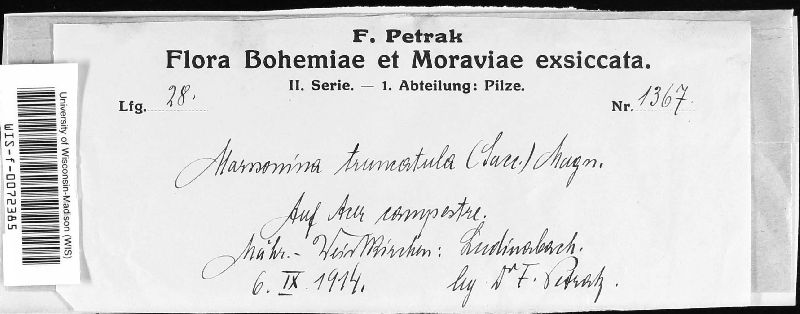 F. Petrak
Flora Bohemiae et Moraviae exsiccata.
II. Serie. — 1. Abteilung: Pilze.
Lfg. 28. Nr. 1367.
Marssonina truncatula (Sacc.) Magn.
Auf Acer campestre.
Mähr.-Weisskirchen: Ludinabach.
6. IX 1914. leg Dr F. Petrak.
University of Wisconsin-Madison (WIS)
WIS-f-0072385